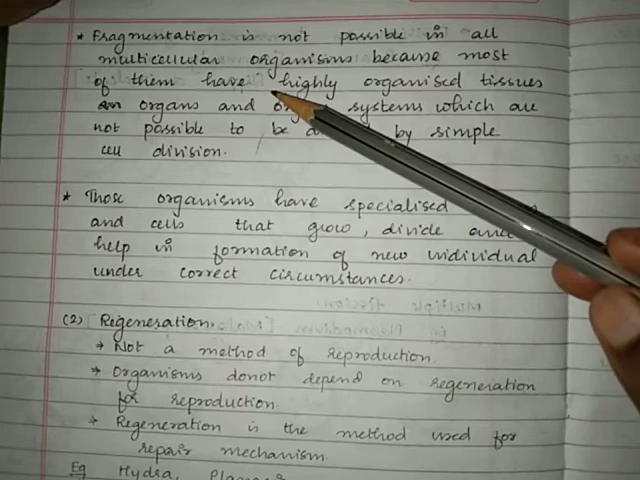 * Fragmentation is not possible in all
multicellular organisms because most
of them have highly organised tissues
organs and systems which are
not possible to be by simple
cell division.
* Those organisms have specialised
and cells that grow, divide and
help in formation of new individual
under correct circumstances.
(2) Regeneration.
→ Not a method of reproduction.
→ Organisms donot depend on regeneration
for reproduction.
→ Regeneration is the method used for
repair mechanism.
Eg Hydra,